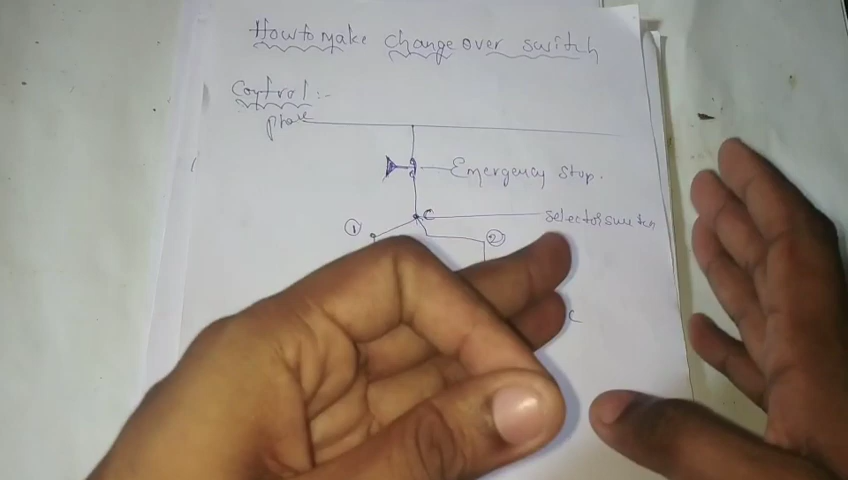 How to make change over switch
Control:-
phase
Emergency stop.
C
selector switch
1
2
C